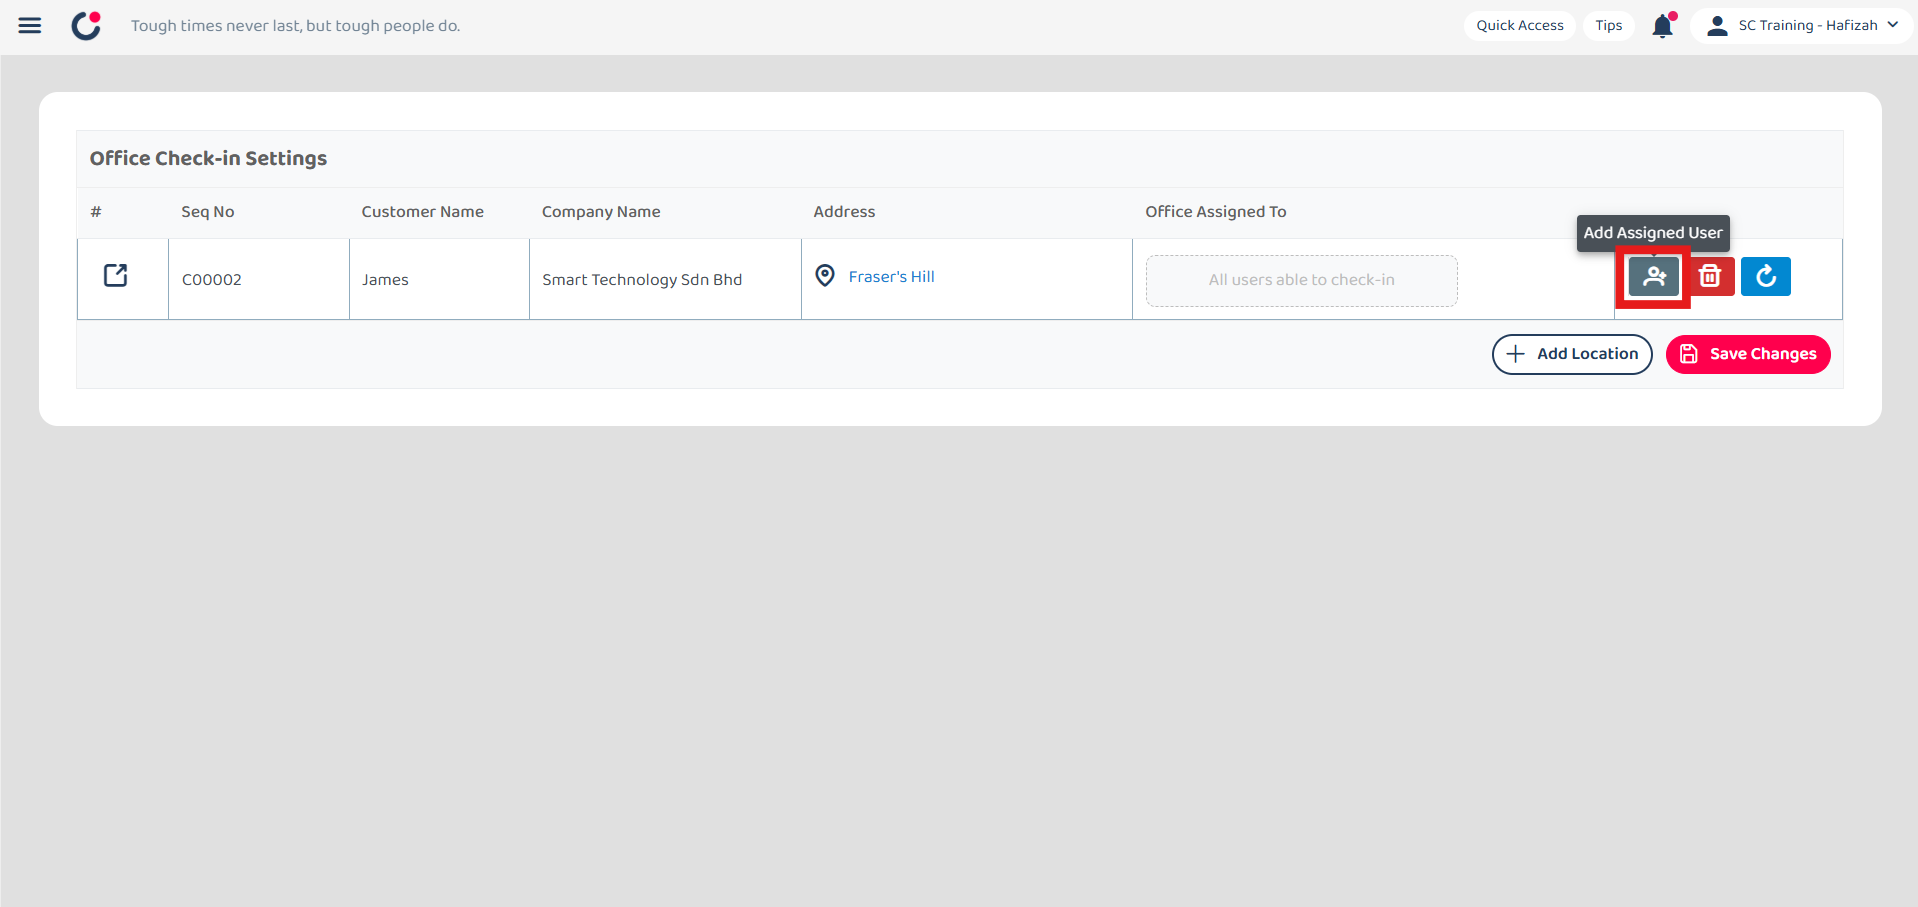 Tough times never last, but tough people do.
Quick Access
Tips
SC Training - Hafizah
Office Check-in Settings
# Seq No Customer Name Company Name Address Office Assigned To
Add Assigned User
C00002 James Smart Technology Sdn Bhd Fraser's Hill All users able to check-in
Add Location
Save Changes